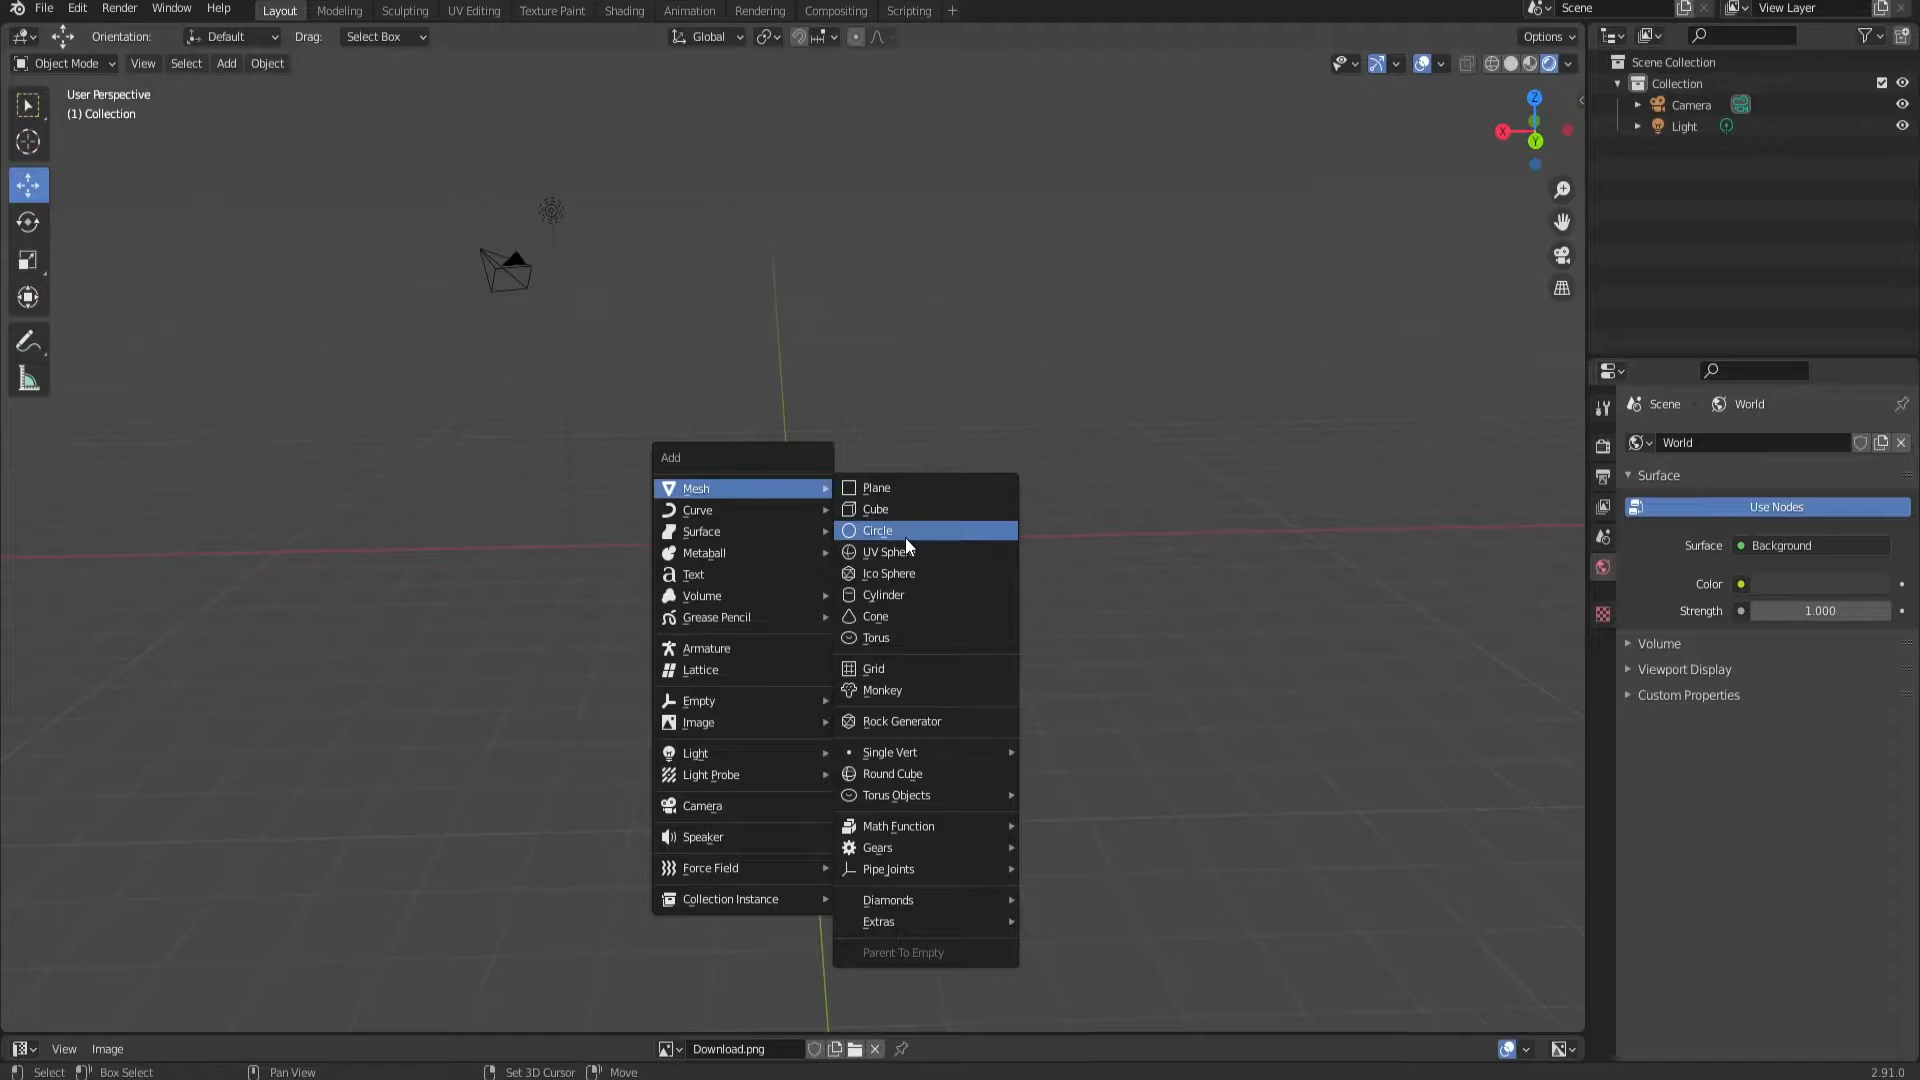 File Edit Render Window Help Layout Modeling Sculpting UV Editing Texture Paint Shading Animation Rendering Compositing Scripting + Scene View Layer
Orientation: Default Drag: Select Box Global Options
Object Mode View Select Add Object
User Perspective
(1) Collection
Z
X
Y
Scene Collection
Collection
Camera
Light
Add
Mesh
Curve
Surface
Metaball
Text
Volume
Grease Pencil
Armature
Lattice
Empty
Image
Light
Light Probe
Camera
Speaker
Force Field
Collection Instance
Plane
Cube
Circle
UV Sphere
Ico Sphere
Cylinder
Cone
Torus
Grid
Monkey
Rock Generator
Single Vert
Round Cube
Torus Objects
Math Function
Gears
Pipe Joints
Diamonds
Extras
Parent To Empty
Scene World
World
Surface
Use Nodes
Surface Background
Color
Strength 1.000
Volume
Viewport Display
Custom Properties
View Image Download.png
Select Box Select Pan View Set 3D Cursor Move 2.91.0